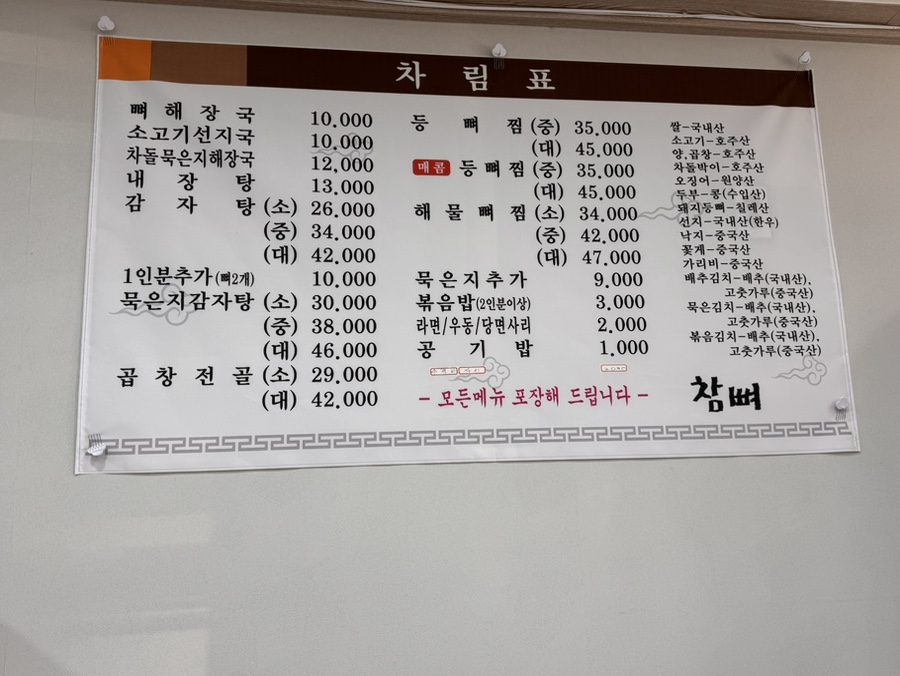 차림표
뼈해장국 10,000
소고기선지국 10,000
차돌묵은지해장국 12,000
내장탕 13,000
감자탕 (소) 26,000
(중) 34,000
(대) 42,000
1인분추가(뼈2개) 10,000
묵은지감자탕 (소) 30,000
(중) 38,000
(대) 46,000
곱창전골 (소) 29,000
(대) 42,000
등뼈찜 (중) 35,000
(대) 45,000
매콤 등뼈찜 (중) 35,000
(대) 45,000
해물뼈찜 (소) 34,000
(중) 42,000
(대) 47,000
묵은지추가 9,000
볶음밥(2인분이상) 3,000
라면/우동/당면사리 2,000
공기밥 1,000
- 모든메뉴 포장해 드립니다 -
쌀-국내산
소고기-호주산
양,곱창-호주산
차돌박이-호주산
오징어-원양산
두부-콩(수입산)
돼지등뼈-칠레산
선지-국내산(한우)
낙지-중국산
꽃게-중국산
가리비-중국산
배추김치-배추(국내산),
고춧가루(중국산)
묵은김치-배추(국내산),
고춧가루(중국산)
볶음김치-배추(국내산),
고춧가루(중국산)
참뼈